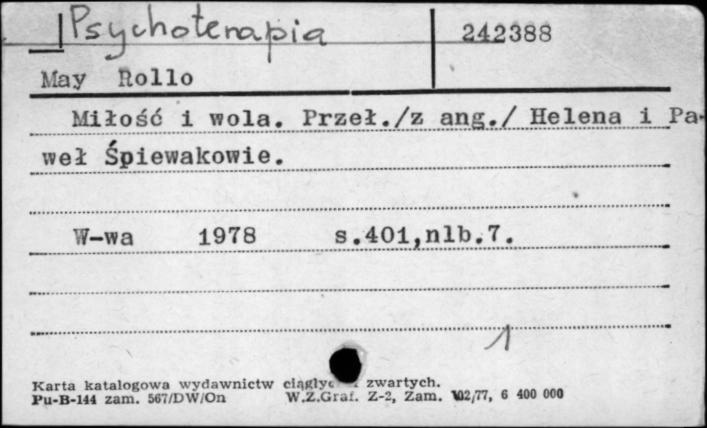 Psychoterapia 242388
May Rollo
Miłość i wola. Przeł./z ang./ Helena i Pa-
weł Śpiewakowie.
W-wa 1978 s.401,nlb.7.
1
Karta katalogowa wydawnictw zwartych.
Pu-B-144 zam. 567/DW/On W.Z.Graf. Z-2, Zam. 102/77, 6 400 000